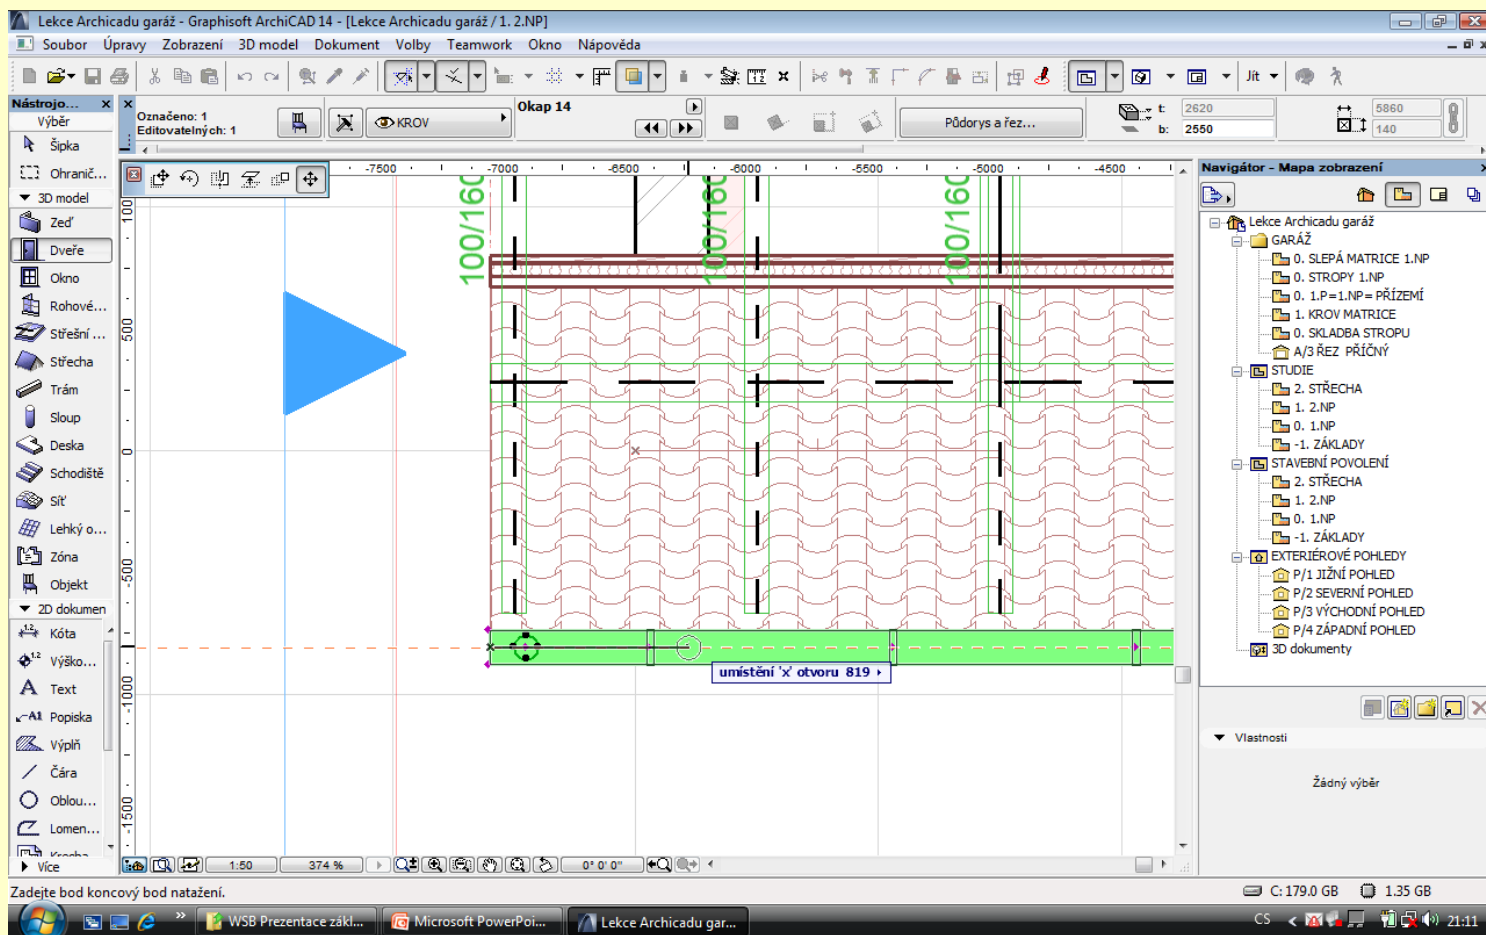 Lekce Archicadu garáž - Graphisoft ArchiCAD 14 - [Lekce Archicadu garáž / 1. 2.NP]
Soubor Úpravy Zobrazení 3D model Dokument Volby Teamwork Okno Nápověda
Jít
Nástrojo...
Výběr
Šipka
Ohranič...
3D model
Zeď
Dveře
Okno
Rohové...
Střešní ...
Střecha
Trám
Sloup
Deska
Schodiště
Síť
Lehký o...
Zóna
Objekt
2D dokumen
Kóta
Výško...
Text
Popiska
Výplň
Čára
Oblou...
Lomen...
Více
Označeno: 1
Editovatelných: 1
KROV
Okap 14
Půdorys a řez...
t: 2620
b: 2550
5860
140
-7500 -7000 -6500 -6000 -5500 -5000 -4500
100
500
0
-500
-1000
-1500
100/160
100/160
100/160
umístění 'x' otvoru 819
Navigátor - Mapa zobrazení
Lekce Archicadu garáž
GARÁŽ
0. SLEPÁ MATRICE 1.NP
0. STROPY 1.NP
0. 1.P=1.NP= PŘÍZEMÍ
1. KROV MATRICE
0. SKLADBA STROPU
A/3 ŘEZ PŘÍČNÝ
STUDIE
2. STŘECHA
1. 2.NP
0. 1.NP
-1. ZÁKLADY
STAVEBNÍ POVOLENÍ
2. STŘECHA
1. 2.NP
0. 1.NP
-1. ZÁKLADY
EXTERIÉROVÉ POHLEDY
P/1 JIŽNÍ POHLED
P/2 SEVERNÍ POHLED
P/3 VÝCHODNÍ POHLED
P/4 ZÁPADNÍ POHLED
3D dokumenty
Vlastnosti
Žádný výběr
1:50 374 % 0° 0' 0"
Zadejte bod koncový bod natažení.
C: 179.0 GB 1.35 GB
WSB Prezentace zákl... Microsoft PowerPoi... Lekce Archicadu gar... CS 21:11